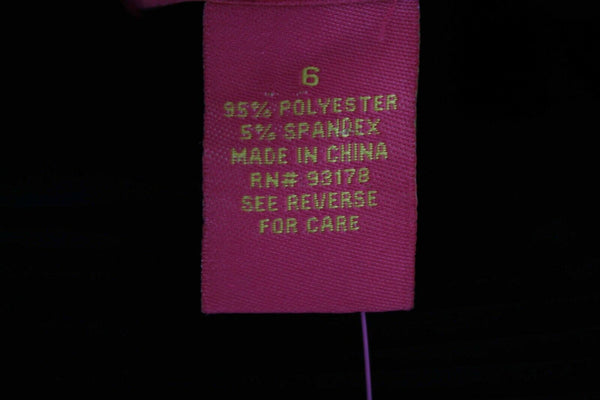 6
95% POLYESTER
5% SPANDEX
MADE IN CHINA
RN# 93178
SEE REVERSE
FOR CARE